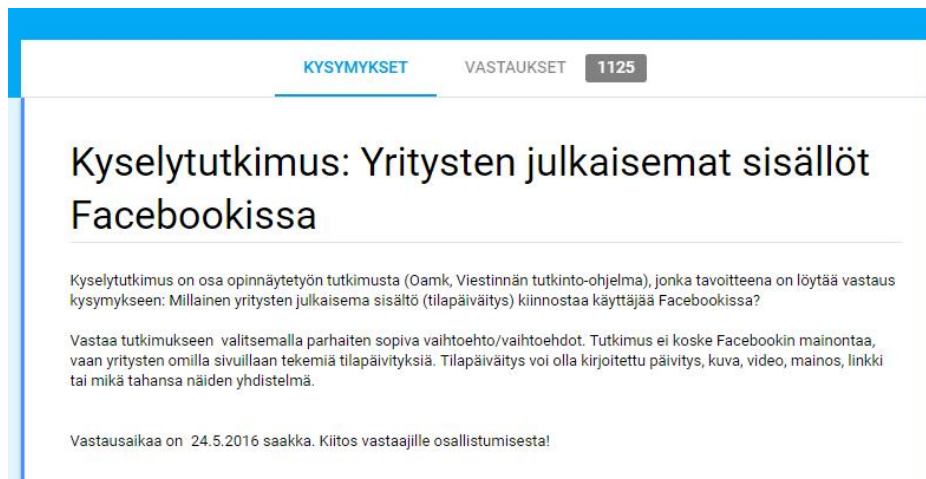 KYSYMYKSET VASTAUKSET 1125
Kyselytutkimus: Yritysten julkaisemat sisällöt
Facebookissa
Kyselytutkimus on osa opinnäytetyön tutkimusta (Oamk, Viestinnän tutkinto-ohjelma), jonka tavoitteena on löytää vastaus
kysymykseen: Millainen yritysten julkaisema sisältö (tilapäiväitys) kiinnostaa käyttäjää Facebookissa?
Vastaa tutkimukseen valitsemalla parhaiten sopiva vaihtoehto/vaihtoehdot. Tutkimus ei koske Facebookin mainontaa,
vaan yritysten omilla sivuillaan tekemiä tilapäivityksiä. Tilapäiväitys voi olla kirjoitettu päivitys, kuva, video, mainos, linkki
tai mikä tahansa näiden yhdistelmä.
Vastausaikaa on 24.5.2016 saakka. Kiitos vastaajille osallistumisesta!